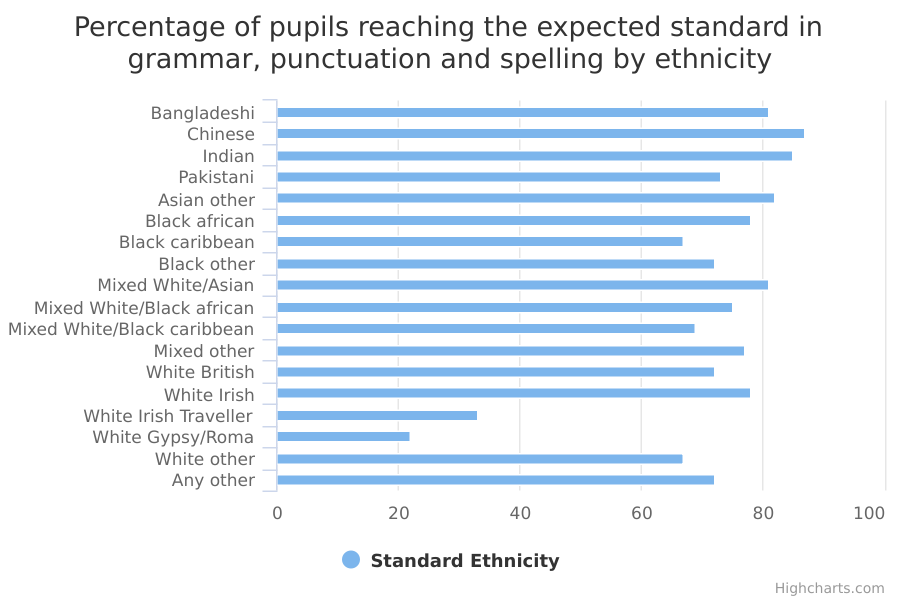 Percentage of pupils reaching the expected standard in
grammar, punctuation and spelling by ethnicity
Bangladeshi
Chinese
Indian
Pakistani
Asian other
Black african
Black caribbean
Black other
Mixed White/Asian
Mixed White/Black african
Mixed White/Black caribbean
Mixed other
White British
White Irish
White Irish Traveller
White Gypsy/Roma
White other
Any other
0 20 40 60 80 100
Standard Ethnicity
Highcharts.com